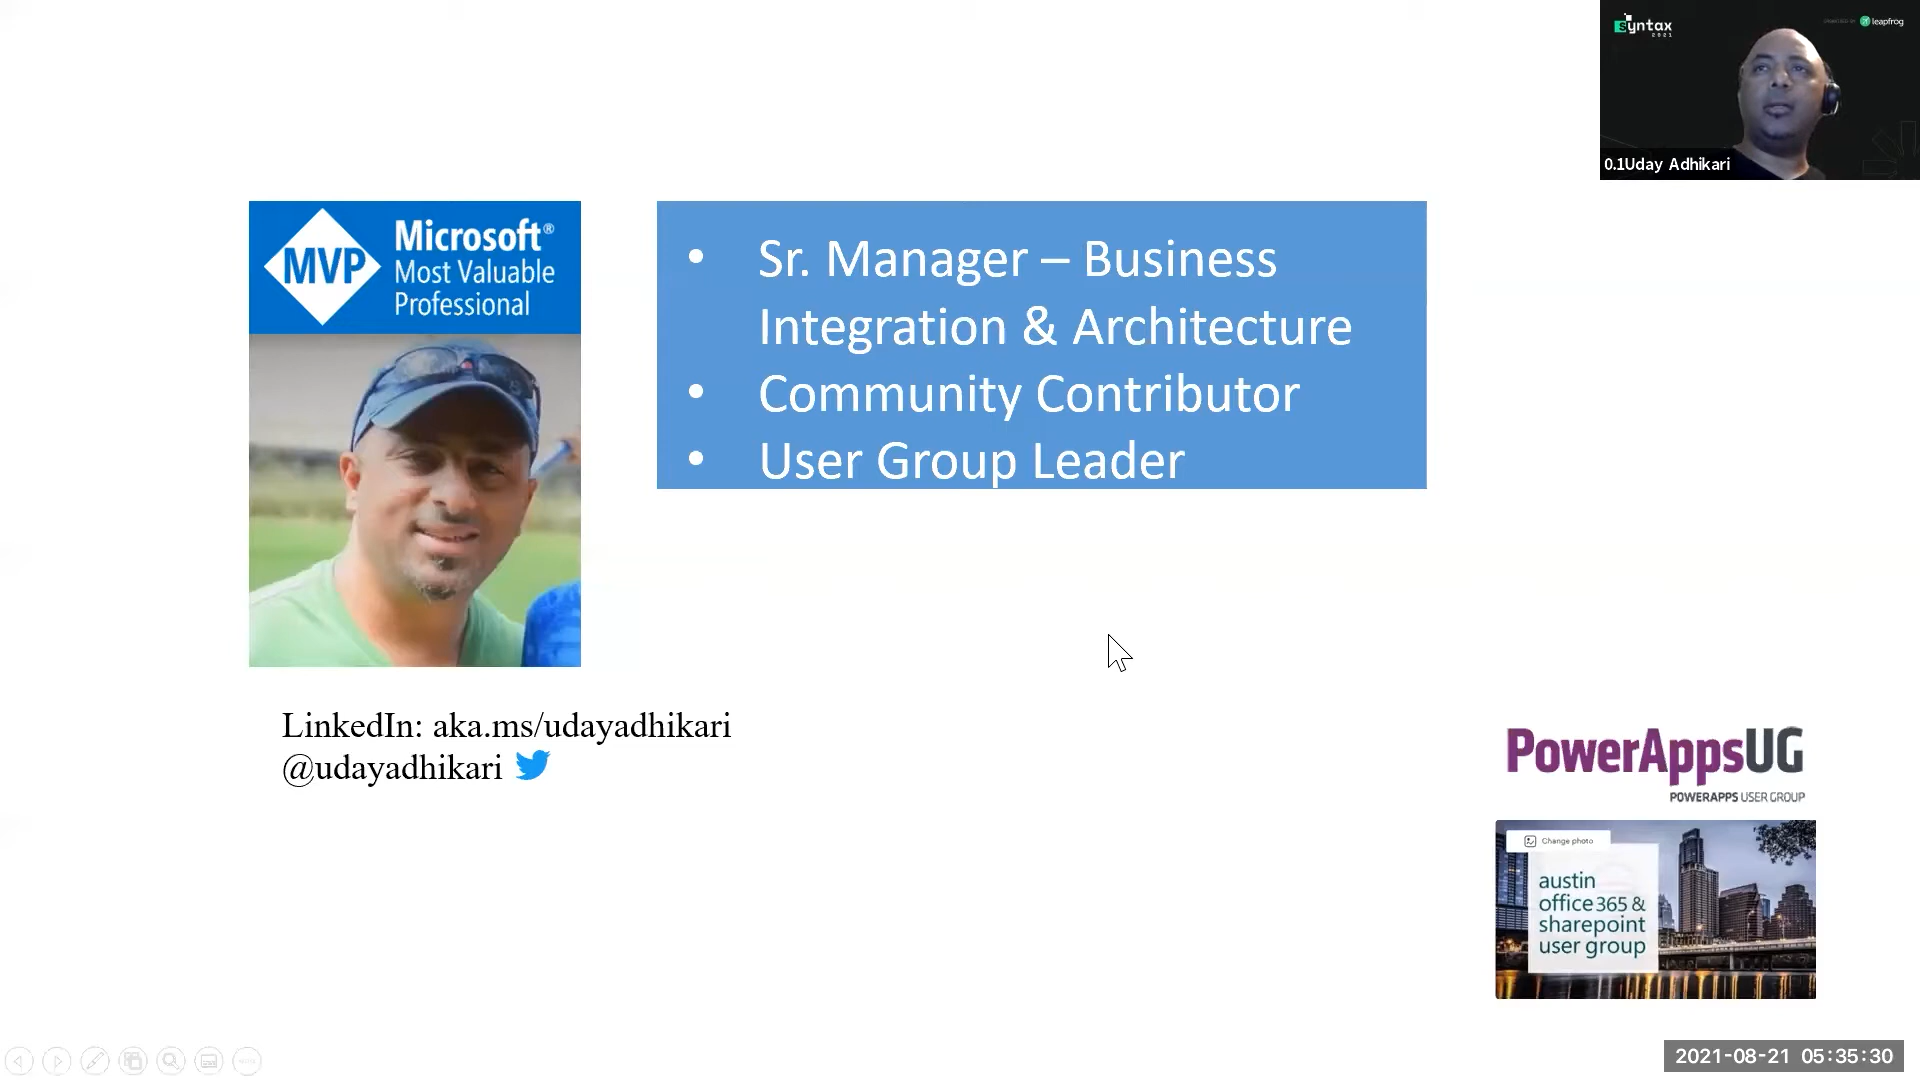 syntax
2021
leapfrog
0.1Uday Adhikari
MVP
Microsoft®
Most Valuable
Professional
• Sr. Manager – Business
Integration & Architecture
• Community Contributor
• User Group Leader
LinkedIn: aka.ms/udayadhikari
@udayadhikari
PowerAppsUG
POWERAPPS USER GROUP
Change photo
austin
office 365 &
sharepoint
user group
2021-08-21 05:35:30